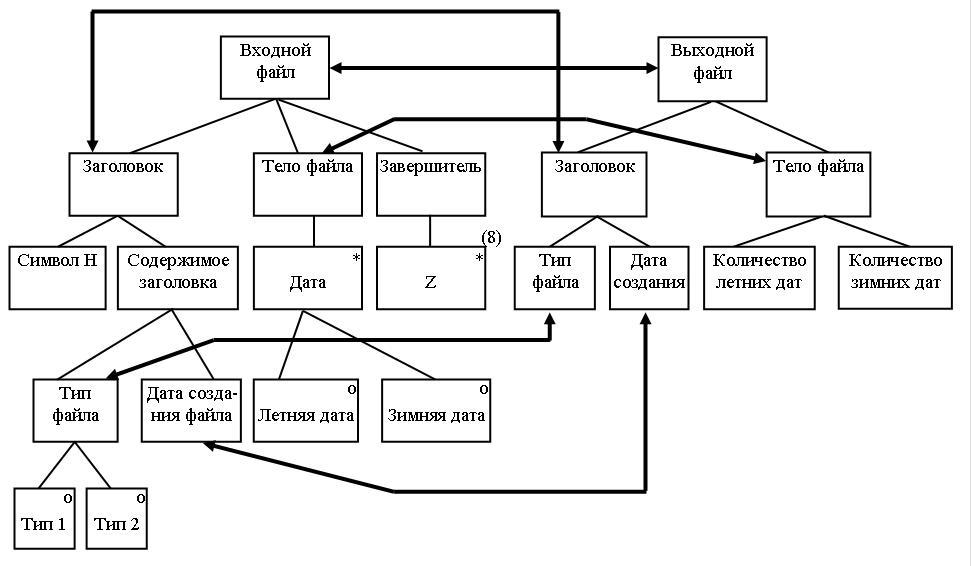 Входной
файл
Выходной
файл
Заголовок
Тело файла
Завершитель
Заголовок
Тело файла
Символ H
Содержимое
заголовка
*
Дата
(8)
*
Z
Тип
файла
Дата
создания
Количество
летних дат
Количество
зимних дат
Тип
файла
Дата созда-
ния файла
o
Летняя дата
o
Зимняя дата
o
Тип 1
o
Тип 2